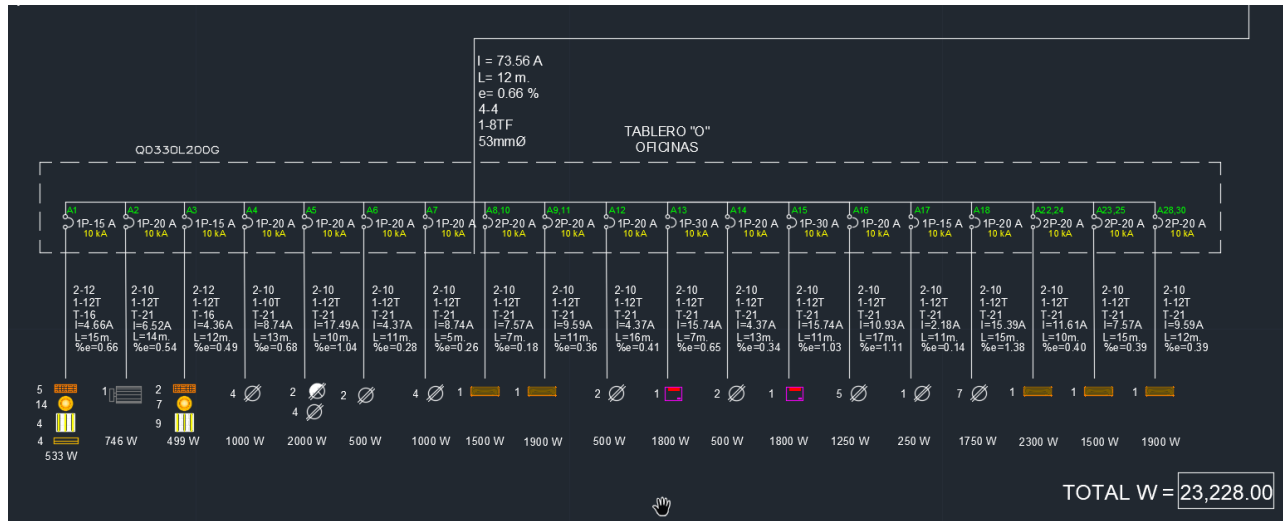 I = 73.56 A
L= 12 m.
e= 0.66 %
4-4
1-8TF
53mmØ
TABLERO "O"
OFICINAS
QO330L200G
A1 A2 A3 A4 A5 A6 A7 A8,10 A9,11 A12 A13 A14 A15 A16 A17 A18 A22,24 A23,25 A28,30
1P-15 A 1P-20 A 1P-15 A 1P-20 A 1P-20 A 1P-20 A 1P-20 A 2P-20 A 2P-20 A 1P-20 A 1P-30 A 1P-20 A 1P-30 A 1P-20 A 1P-15 A 1P-20 A 2P-20 A 2P-20 A 2P-20 A
10 kA 10 kA 10 kA 10 kA 10 kA 10 kA 10 kA 10 kA 10 kA 10 kA 10 kA 10 kA 10 kA 10 kA 10 kA 10 kA 10 kA 10 kA 10 kA
2-12 2-10 2-12 2-10 2-10 2-10 2-10 2-10 2-10 2-10 2-10 2-10 2-10 2-10 2-10 2-10 2-10 2-10 2-10
1-12T 1-12T 1-12T 1-10T 1-12T 1-12T 1-12T 1-12T 1-12T 1-12T 1-12T 1-12T 1-12T 1-12T 1-12T 1-12T 1-12T 1-12T 1-12T
T-16 T-21 T-16 T-21 T-21 T-21 T-21 T-21 T-21 T-21 T-21 T-21 T-21 T-21 T-21 T-21 T-21 T-21 T-21
I=4.66A I=6.52A I=4.36A I=8.74A I=17.49A I=4.37A I=8.74A I=7.57A I=9.59A I=4.37A I=15.74A I=4.37A I=15.74A I=10.93A I=2.18A I=15.39A I=11.61A I=7.57A I=9.59A
L=15m. L=14m. L=12m. L=13m. L=10m. L=11m. L=5m. L=7m. L=11m. L=16m. L=7m. L=13m. L=11m. L=17m. L=11m. L=15m. L=10m. L=15m. L=12m.
%e=0.66 %e=0.54 %e=0.49 %e=0.68 %e=1.04 %e=0.28 %e=0.26 %e=0.18 %e=0.36 %e=0.41 %e=0.65 %e=0.34 %e=1.03 %e=1.11 %e=0.14 %e=1.38 %e=0.40 %e=0.39 %e=0.39
5 1 2 4 2 2 4 1 1 2 1 2 1 5 1 7 1 1 1
14 7 4
4 9
4 746 W 499 W 1000 W 2000 W 500 W 1000 W 1500 W 1900 W 500 W 1800 W 500 W 1800 W 1250 W 250 W 1750 W 2300 W 1500 W 1900 W
533 W
TOTAL W = 23,228.00